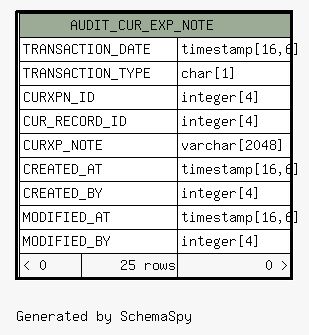 AUDIT_CUR_EXP_NOTE
TRANSACTION_DATE timestamp[16,6]
TRANSACTION_TYPE char[1]
CURXPN_ID integer[4]
CUR_RECORD_ID integer[4]
CURXP_NOTE varchar[2048]
CREATED_AT timestamp[16,6]
CREATED_BY integer[4]
MODIFIED_AT timestamp[16,6]
MODIFIED_BY integer[4]
< 0 25 rows 0 >
Generated by SchemaSpy